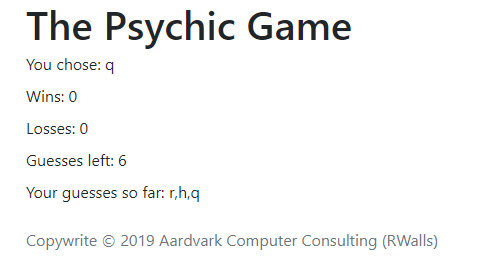 The Psychic Game
You chose: q
Wins: 0
Losses: 0
Guesses left: 6
Your guesses so far: r,h,q
Copywrite © 2019 Aardvark Computer Consulting (RWalls)